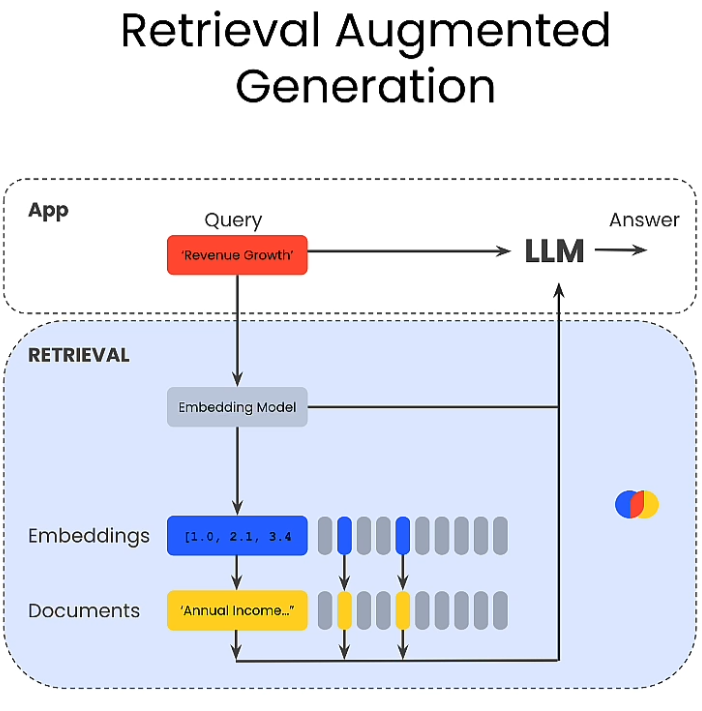 Retrieval Augmented
Generation
App
Query
Answer
'Revenue Growth'
LLM
RETRIEVAL
Embedding Model
Embeddings
[1.0, 2.1, 3.4
Documents
'Annual Income..."